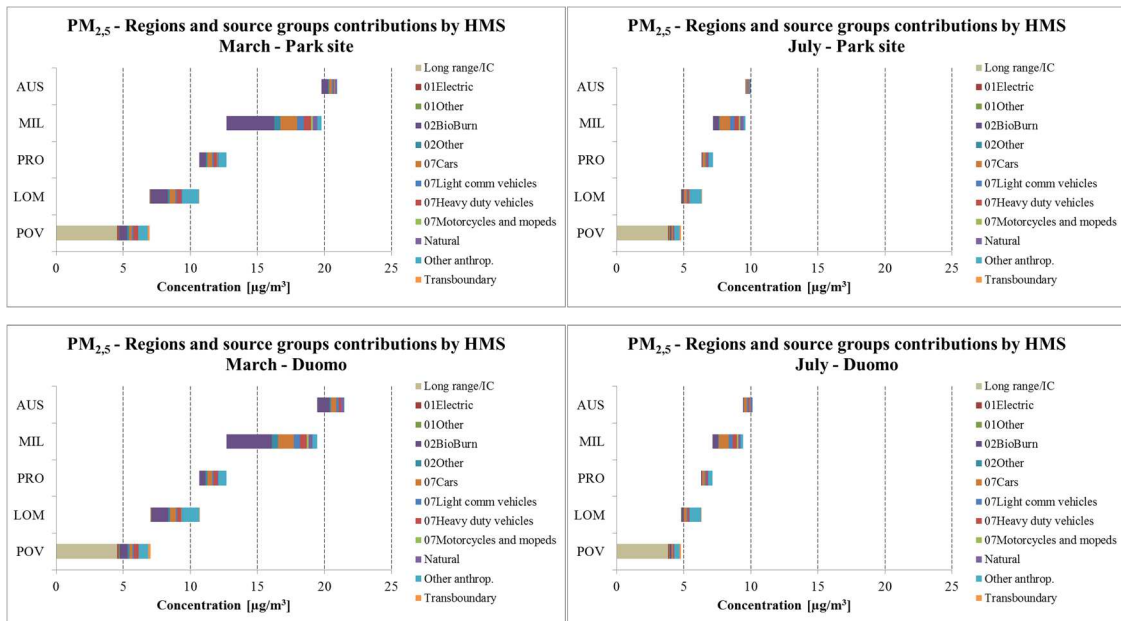 PM2,5 - Regions and source groups contributions by HMS
March - Park site
AUS
MIL
PRO
LOM
POV
0 5 10 15 20 25
Concentration [µg/m³]
Long range/IC
01Electric
01Other
02BioBurn
02Other
07Cars
07Light comm vehicles
07Heavy duty vehicles
07Motorcycles and mopeds
Natural
Other anthrop.
Transboundary
PM2,5 - Regions and source groups contributions by HMS
July - Park site
AUS
MIL
PRO
LOM
POV
0 5 10 15 20 25
Concentration [µg/m³]
Long range/IC
01Electric
01Other
02BioBurn
02Other
07Cars
07Light comm vehicles
07Heavy duty vehicles
07Motorcycles and mopeds
Natural
Other anthrop.
Transboundary
PM2,5 - Regions and source groups contributions by HMS
March - Duomo
AUS
MIL
PRO
LOM
POV
0 5 10 15 20 25
Concentration [µg/m³]
Long range/IC
01Electric
01Other
02BioBurn
02Other
07Cars
07Light comm vehicles
07Heavy duty vehicles
07Motorcycles and mopeds
Natural
Other anthrop.
Transboundary
PM2,5 - Regions and source groups contributions by HMS
July - Duomo
AUS
MIL
PRO
LOM
POV
0 5 10 15 20 25
Concentration [µg/m³]
Long range/IC
01Electric
01Other
02BioBurn
02Other
07Cars
07Light comm vehicles
07Heavy duty vehicles
07Motorcycles and mopeds
Natural
Other anthrop.
Transboundary